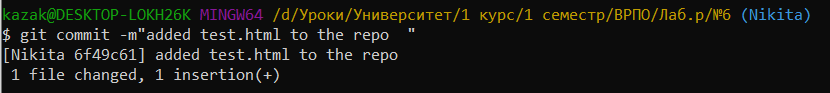 kazak@DESKTOP-LOKH26K MINGW64 /d/Уроки/Университет/1 курс/1 семестр/ВРПО/Лаб.р/№6 (Nikita)
$ git commit -m"added test.html to the repo  "
[Nikita 6f49c61] added test.html to the repo
 1 file changed, 1 insertion(+)